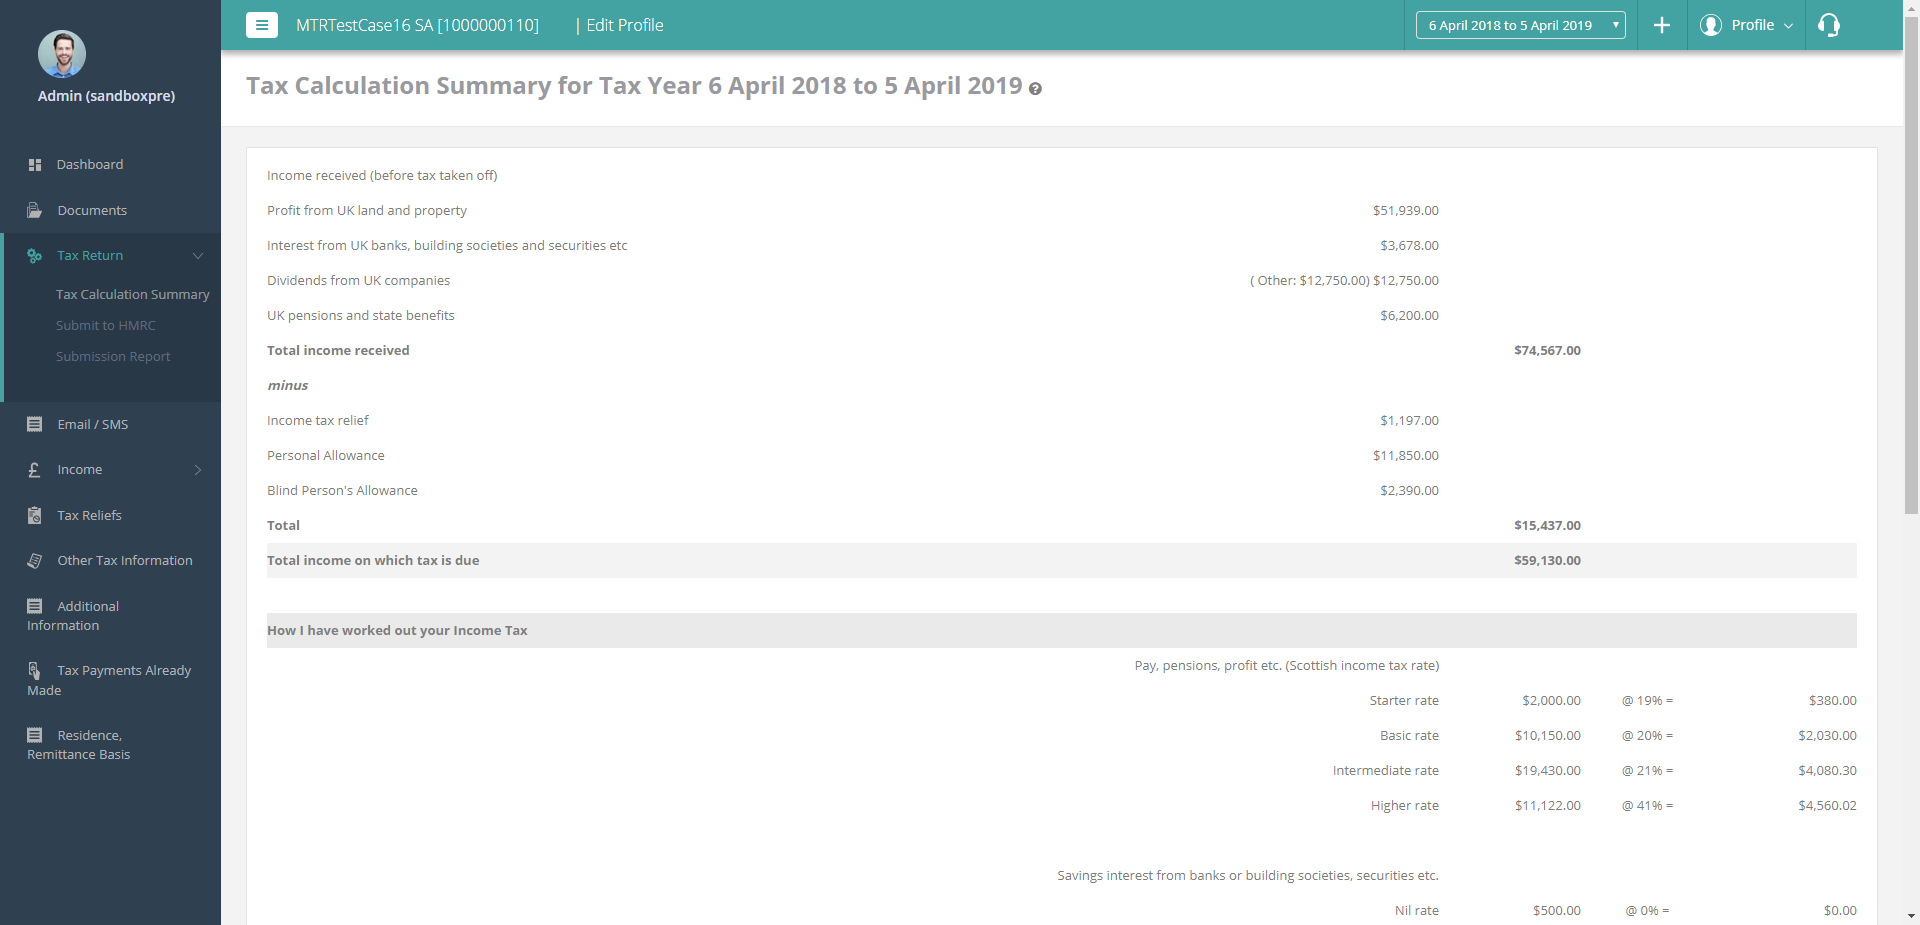 MTRTestCase16 SA [1000000110] | Edit Profile
6 April 2018 to 5 April 2019
Profile
Admin (sandboxpre)
Dashboard
Documents
Tax Return
Tax Calculation Summary
Submit to HMRC
Submission Report
Email / SMS
Income
Tax Reliefs
Other Tax Information
Additional
Information
Tax Payments Already
Made
Residence,
Remittance Basis
Tax Calculation Summary for Tax Year 6 April 2018 to 5 April 2019
Income received (before tax taken off)
Profit from UK land and property $51,939.00
Interest from UK banks, building societies and securities etc $3,678.00
Dividends from UK companies ( Other: $12,750.00) $12,750.00
UK pensions and state benefits $6,200.00
Total income received $74,567.00
minus
Income tax relief $1,197.00
Personal Allowance $11,850.00
Blind Person's Allowance $2,390.00
Total $15,437.00
Total income on which tax is due $59,130.00
How I have worked out your Income Tax
Pay, pensions, profit etc. (Scottish income tax rate)
Starter rate $2,000.00 @ 19% = $380.00
Basic rate $10,150.00 @ 20% = $2,030.00
Intermediate rate $19,430.00 @ 21% = $4,080.30
Higher rate $11,122.00 @ 41% = $4,560.02
Savings interest from banks or building societies, securities etc.
Nil rate $500.00 @ 0% = $0.00